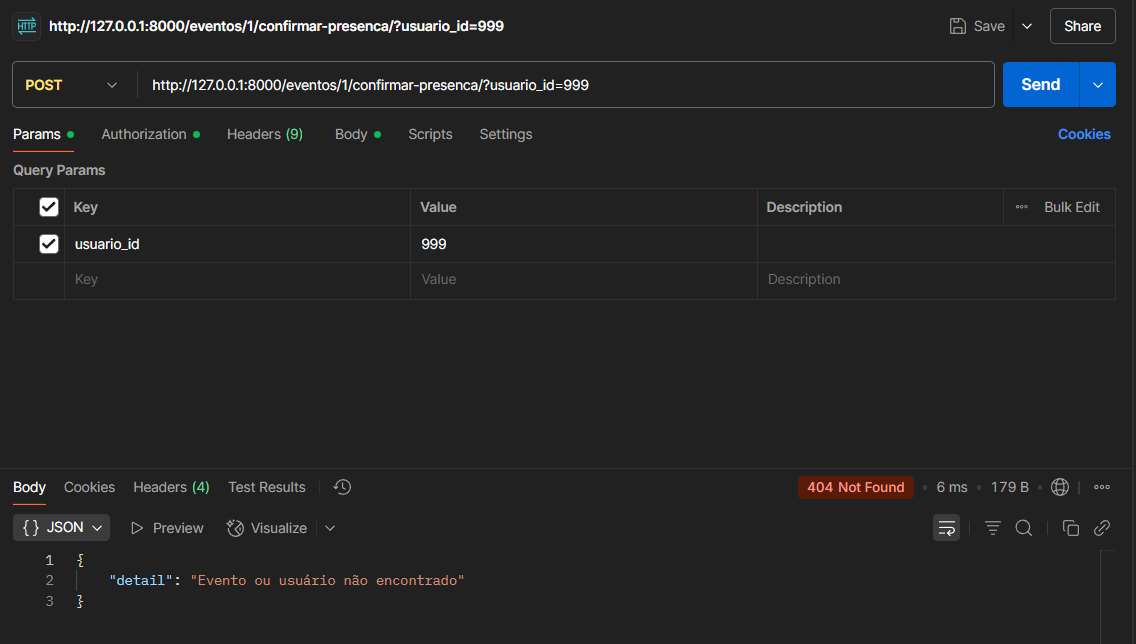 HTTP http://127.0.0.1:8000/eventos/1/confirmar-presenca/?usuario_id=999 Save Share
POST http://127.0.0.1:8000/eventos/1/confirmar-presenca/?usuario_id=999 Send
Params Authorization Headers (9) Body Scripts Settings Cookies
Query Params
Key Value Description Bulk Edit
usuario_id 999
Key Value Description
Body Cookies Headers (4) Test Results 404 Not Found 6 ms 179 B
{ } JSON Preview Visualize
1 {
2 "detail": "Evento ou usuário não encontrado"
3 }